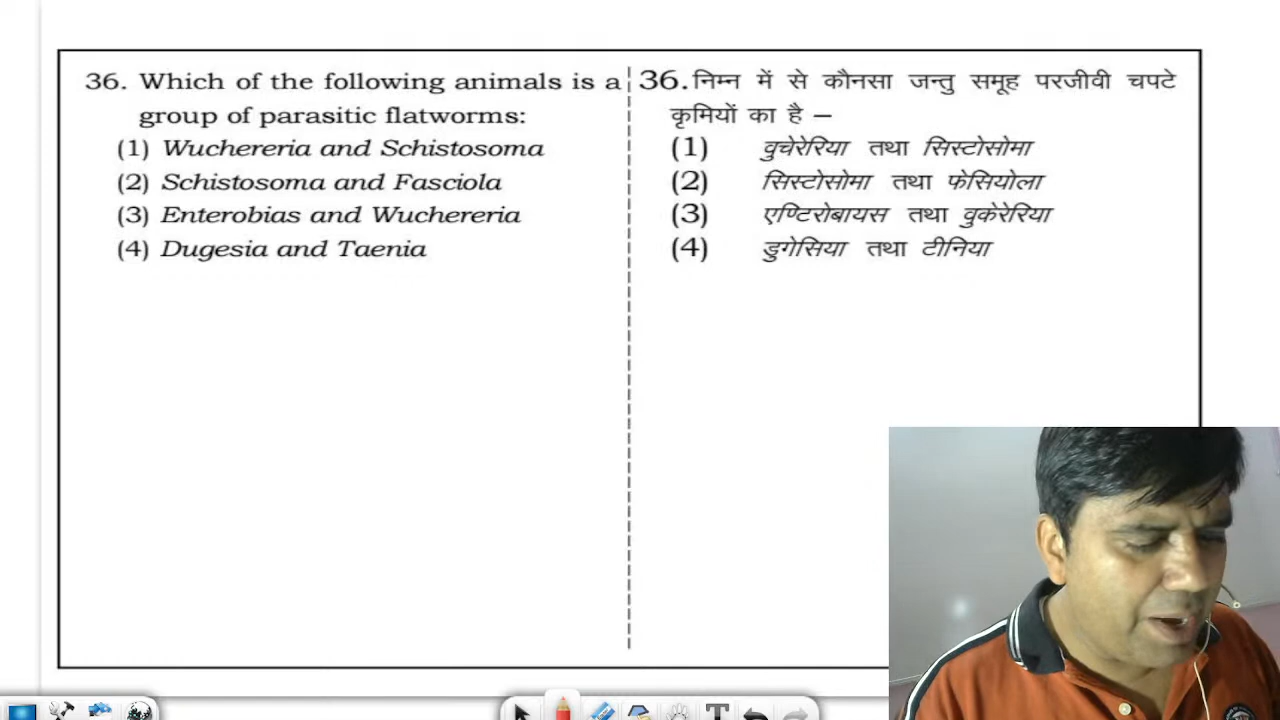 36. Which of the following animals is a
group of parasitic flatworms:
(1) Wuchereria and Schistosoma
(2) Schistosoma and Fasciola
(3) Enterobias and Wuchereria
(4) Dugesia and Taenia
36. निम्न में से कौनसा जन्तु समूह परजीवी चपटे
कृमियों का है –
(1) वुचेरेरिया तथा सिस्टोसोमा
(2) सिस्टोसोमा तथा फेसियोला
(3) एण्टिरोबायस तथा वुकेरेरिया
(4) डुगेसिया तथा टीनिया